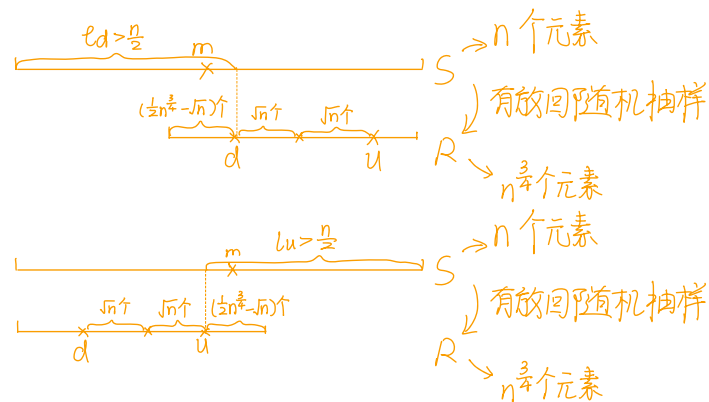 ld>n/2
m
S
n个元素
(1/2n^3/4-√n)个
√n个
√n个
有放回随机抽样
d
u
R
n^3/4个元素
lu>n/2
m
S
n个元素
√n个
√n个
(1/2n^3/4-√n)个
有放回随机抽样
d
u
R
n^3/4个元素